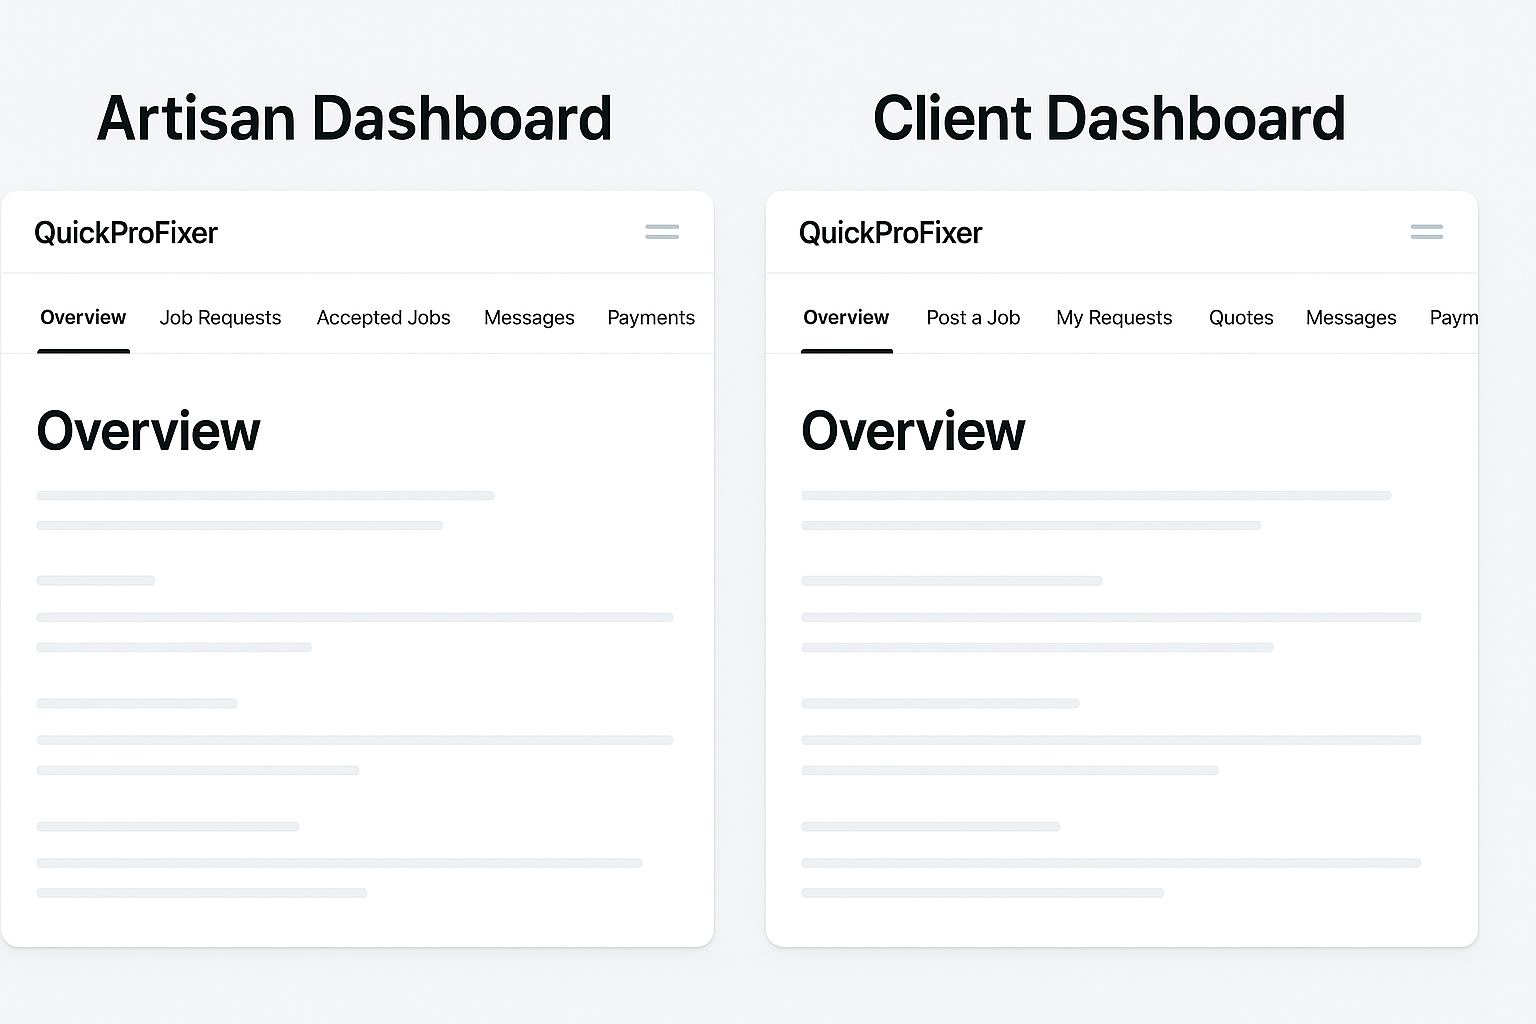 Artisan Dashboard
QuickProFixer
Overview Job Requests Accepted Jobs Messages Payments
Overview
Client Dashboard
QuickProFixer
Overview Post a Job My Requests Quotes Messages Paym
Overview